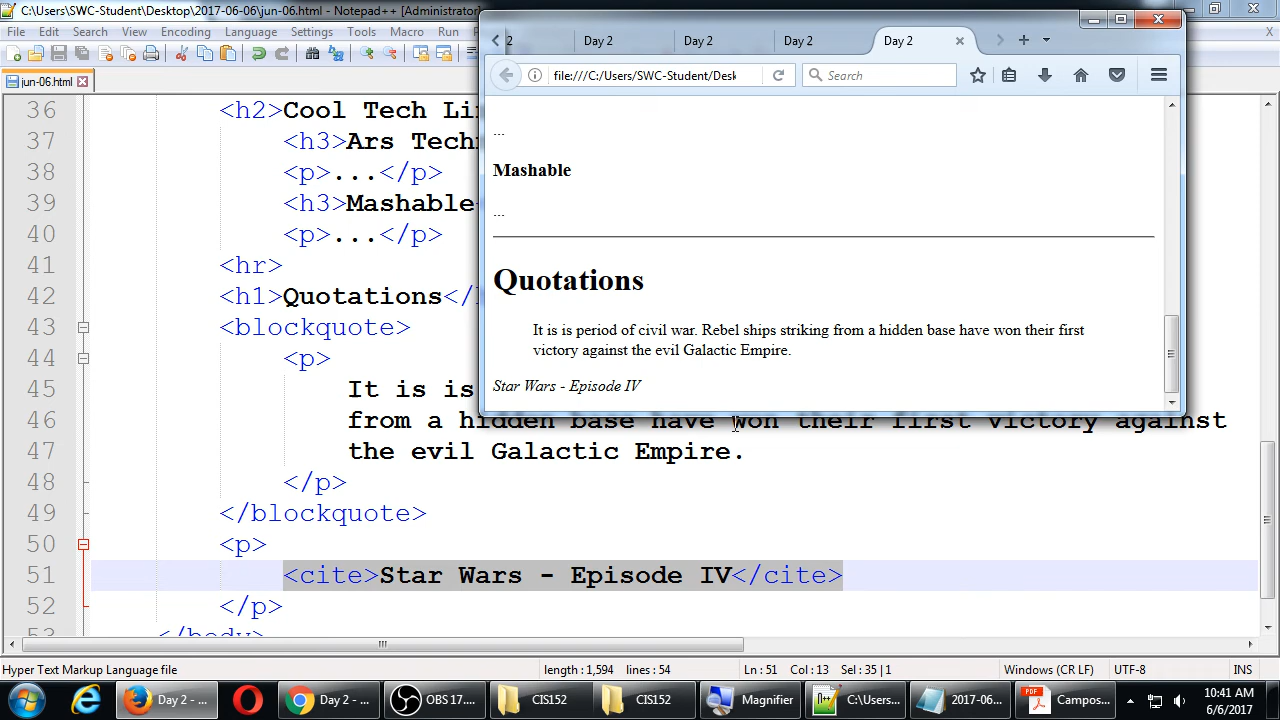 C:\Users\SWC-Student\Desktop\2017-06-06\jun-06.html - Notepad++ [Administrator]
File Edit Search View Encoding Language Settings Tools Macro Run
jun-06.html
36 <h2>Cool Tech Li
37 <h3>Ars Tech
38 <p>...</p>
39 <h3>Mashable
40 <p>...</p>
41 <hr>
42 <h1>Quotations</
43 <blockquote>
44 <p>
45 It is is
46 from a hidden base have won their first victory against
47 the evil Galactic Empire.
48 </p>
49 </blockquote>
50 <p>
51 <cite>Star Wars - Episode IV</cite>
52 </p>
53 </body>
2 Day 2 Day 2 Day 2 Day 2
file:///C:/Users/SWC-Student/Desk
Search
...
Mashable
...
Quotations
It is is period of civil war. Rebel ships striking from a hidden base have won their first
victory against the evil Galactic Empire.
Star Wars - Episode IV
Hyper Text Markup Language file length : 1,594 lines : 54 Ln : 51 Col : 13 Sel : 35 | 1 Windows (CR LF) UTF-8 INS
Day 2 - ... Day 2 - ... OBS 17.... CIS152 CIS152 Magnifier C:\Users... 2017-06... Campos... 10:41 AM
6/6/2017